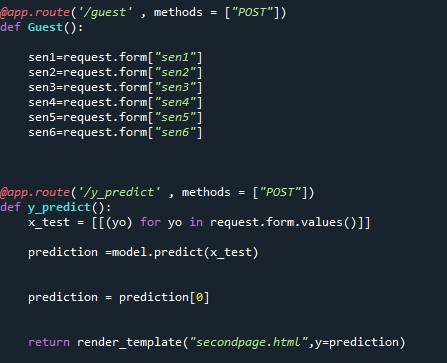 @app.route('/guest' , methods = ["POST"])
def Guest():
sen1=request.form["sen1"]
sen2=request.form["sen2"]
sen3=request.form["sen3"]
sen4=request.form["sen4"]
sen5=request.form["sen5"]
sen6=request.form["sen6"]
@app.route('/y_predict' , methods = ["POST"])
def y_predict():
x_test = [[(yo) for yo in request.form.values()]]
prediction =model.predict(x_test)
prediction = prediction[0]
return render_template("secondpage.html",y=prediction)